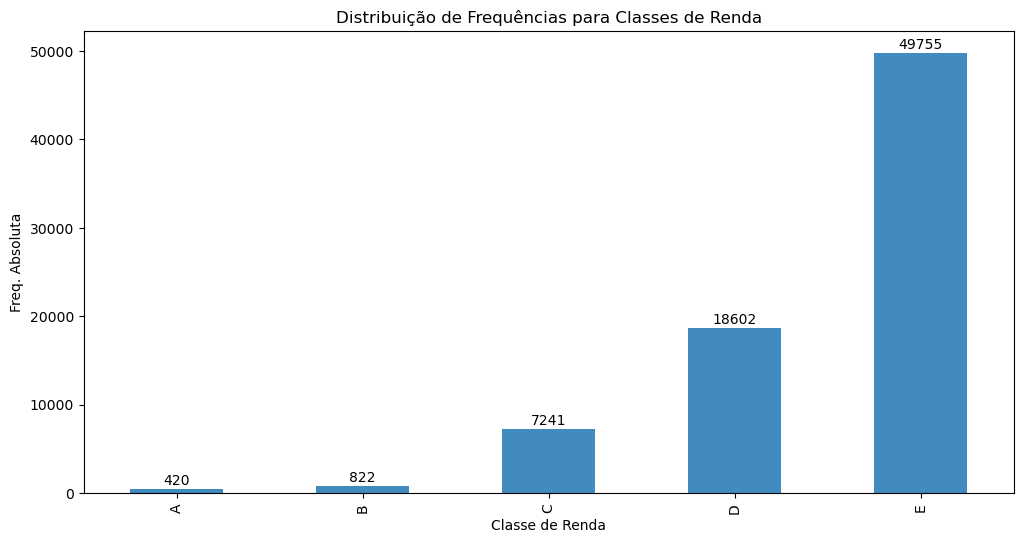 Distribuição de Frequências para Classes de Renda
50000
40000
30000
20000
10000
0
Freq. Absoluta
420
822
7241
18602
49755
A
B
C
D
E
Classe de Renda